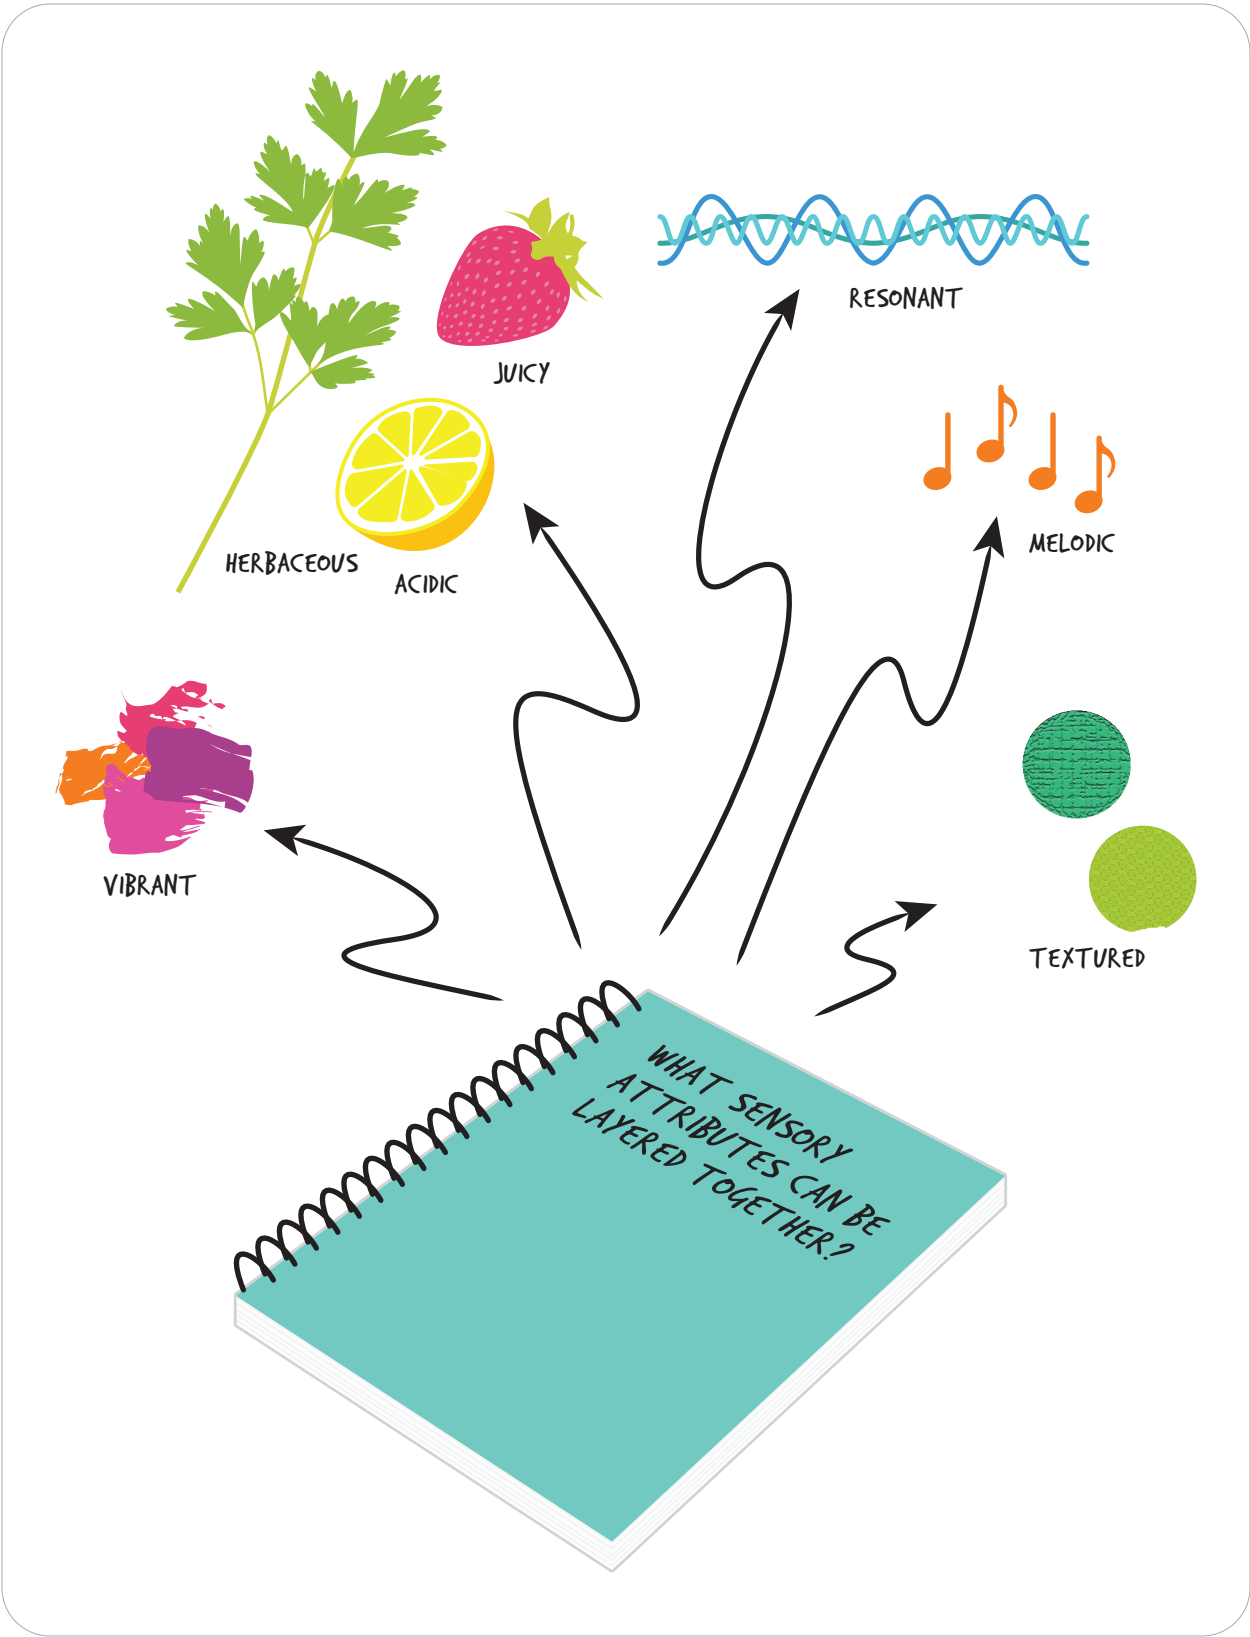 RESONANT
JUICY
MELODIC
HERBACEOUS
ACIDIC
VIBRANT
TEXTURED
WHAT SENSORY
ATTRIBUTES CAN BE
LAYERED TOGETHER?